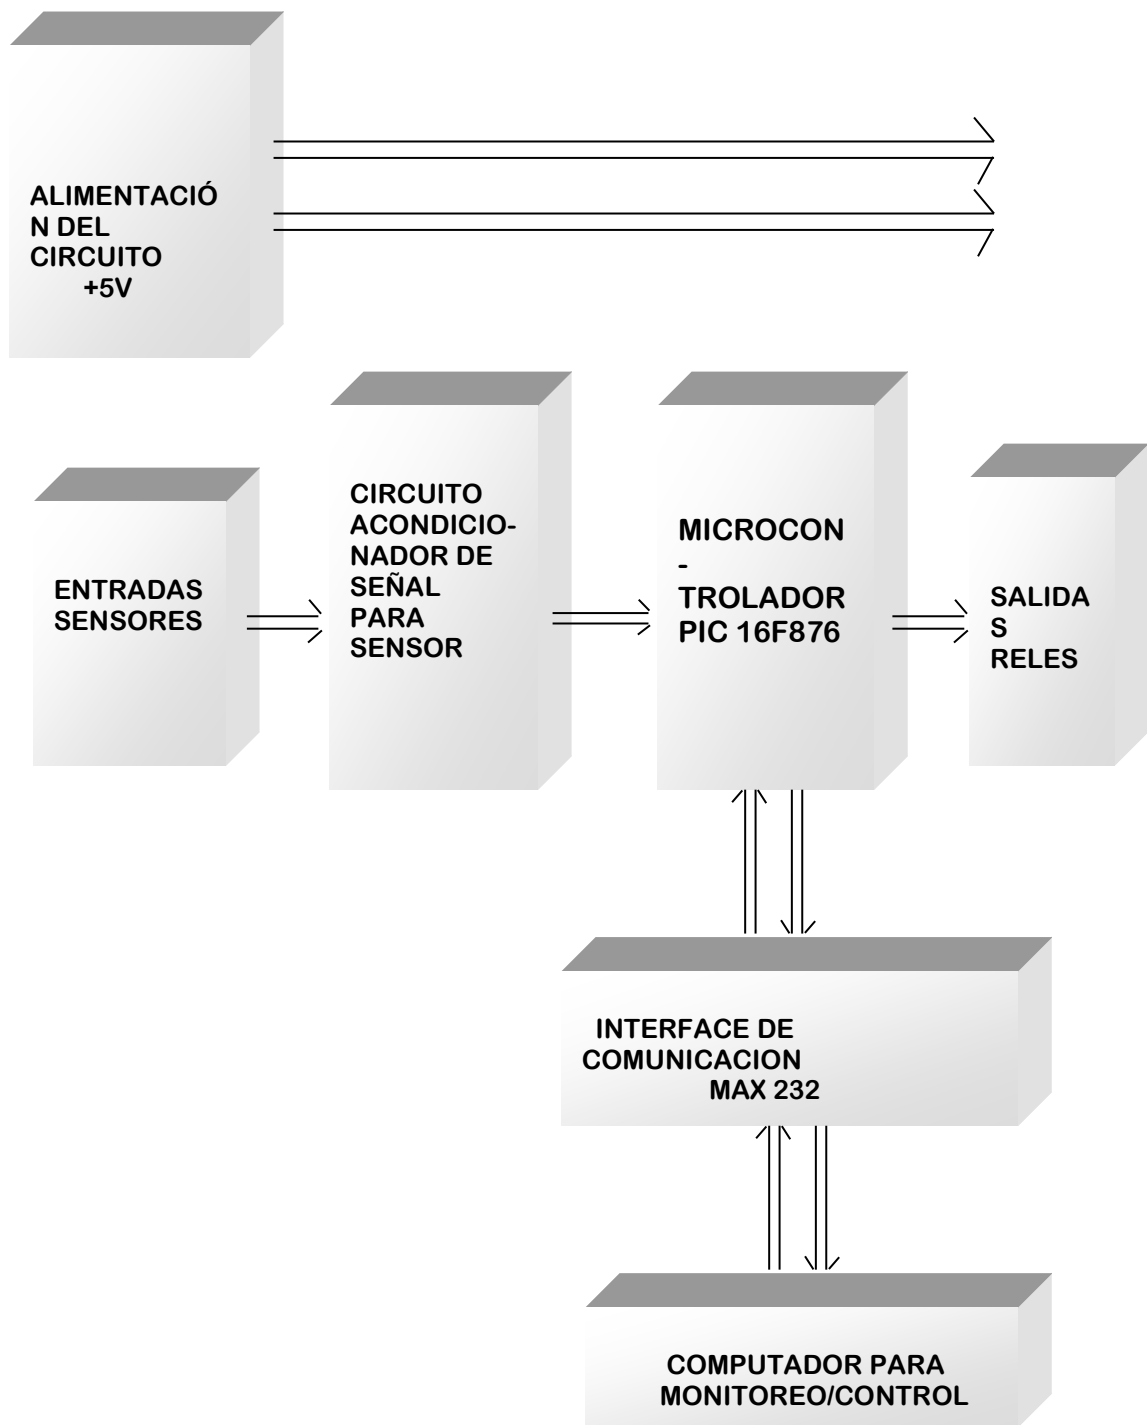 ALIMENTACIÓ
N DEL
CIRCUITO
+5V
ENTRADAS
SENSORES
CIRCUITO
ACONDICIO-
NADOR DE
SEÑAL
PARA
SENSOR
MICROCON
-
TROLADOR
PIC 16F876
SALIDA
S
RELES
INTERFACE DE
COMUNICACION
MAX 232
COMPUTADOR PARA
MONITOREO/CONTROL